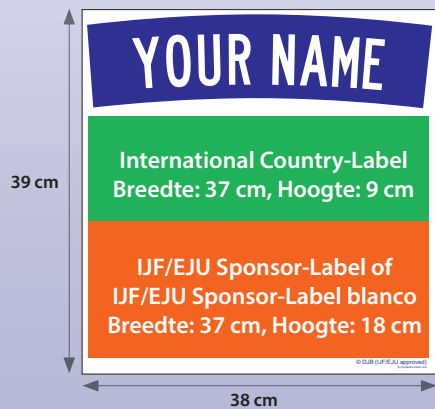 YOUR NAME
39 cm
International Country-Label
Breedte: 37 cm, Hoogte: 9 cm
IJF/EJU Sponsor-Label of
IJF/EJU Sponsor-Label blanco
Breedte: 37 cm, Hoogte: 18 cm
© DJB (IJF/EJU approved)
38 cm